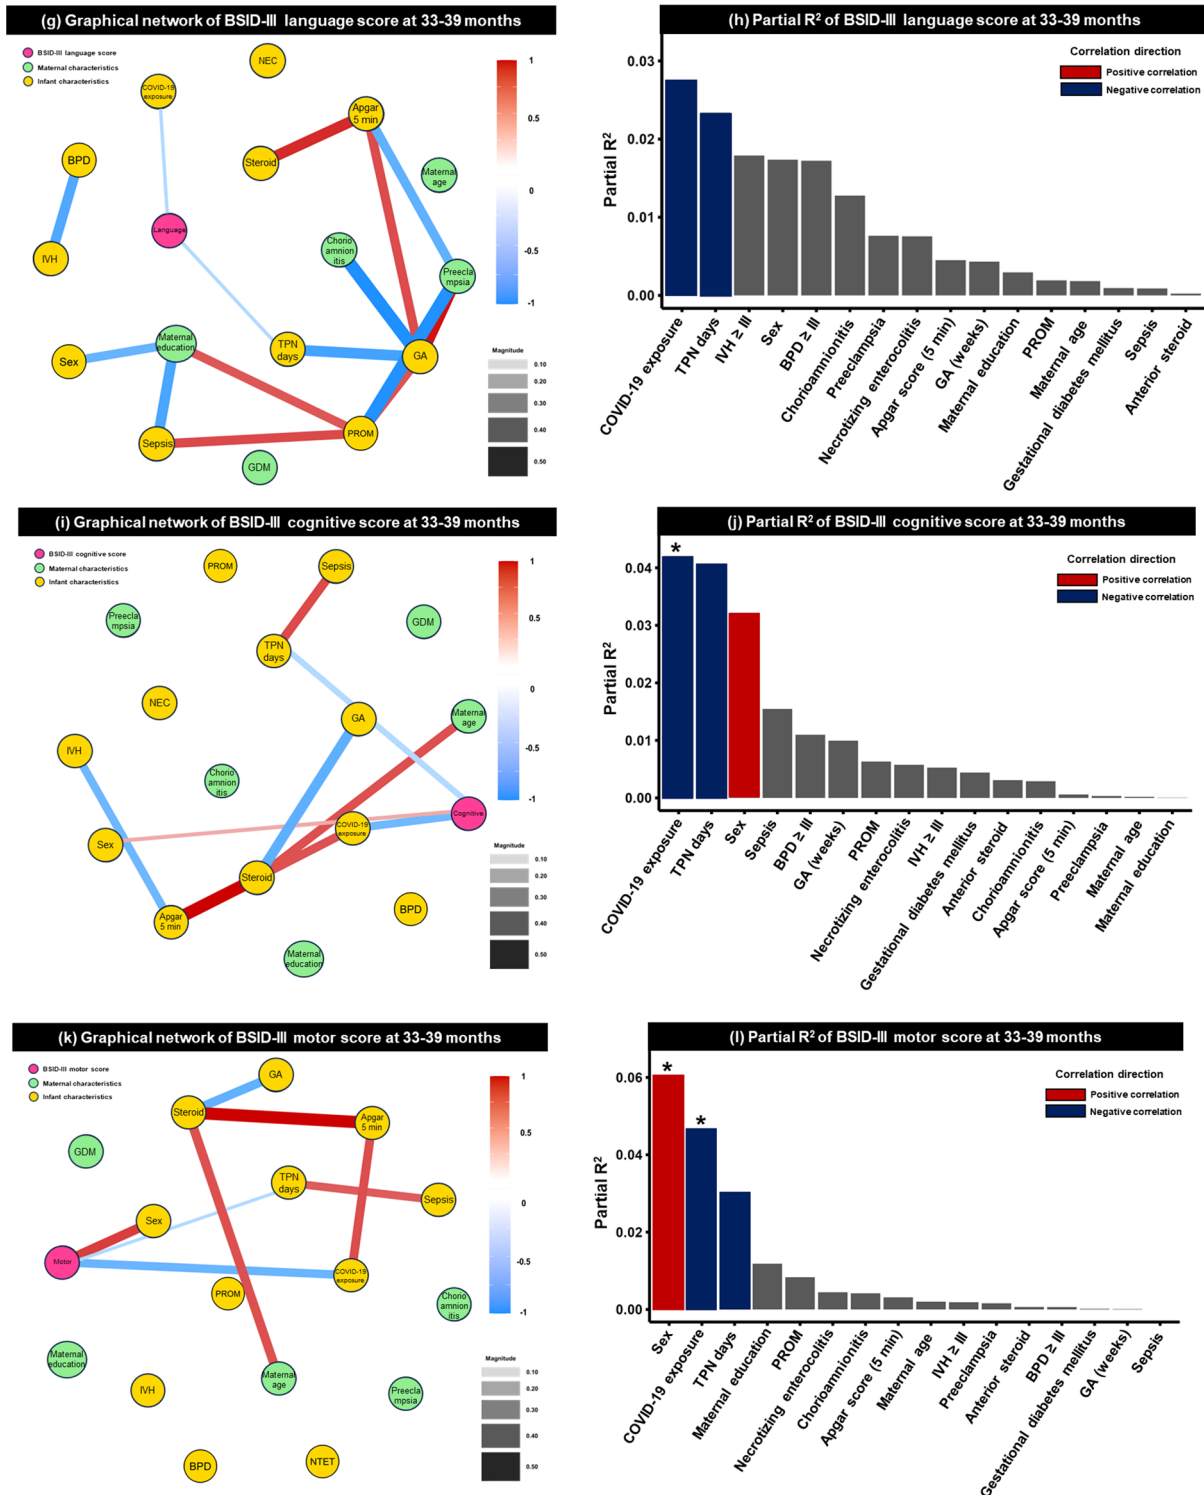 (g) Graphical network of BSID-III language score at 33-39 months
BSID-III language score
Maternal characteristics
Infant characteristics
NEC
COVID-19
exposure
Apgar
5 min
BPD
Steroid
Maternal
age
Language
Chorio
amnion
itis
IVH
Preecla
mpsia
Maternal
education
TPN
days
GA
Sex
Sepsis
PROM
GDM
1
0.5
0
-0.5
-1
Magnitude
0.10
0.20
0.30
0.40
0.50
(h) Partial R² of BSID-III language score at 33-39 months
Correlation direction
Positive correlation
Negative correlation
Partial R²
0.03
0.02
0.01
0.00
COVID-19 exposure
TPN days
IVH ≥ III
Sex
BPD ≥ III
Chorioamnionitis
Preeclampsia
Necrotizing enterocolitis
Apgar score (5 min)
GA (weeks)
Maternal education
PROM
Maternal age
Gestational diabetes mellitus
Sepsis
Anterior steroid
(i) Graphical network of BSID-III cognitive score at 33-39 months
BSID-III cognitive score
Maternal characteristics
Infant characteristics
PROM
Sepsis
Preecla
mpsia
GDM
TPN
days
NEC
GA
Maternal
age
IVH
Chorio
amnion
itis
Cognitive
COVID-19
exposure
Sex
Steroid
BPD
Apgar
5 min
Maternal
education
1
0.5
0
-0.5
-1
Magnitude
0.10
0.20
0.30
0.40
0.50
(j) Partial R² of BSID-III cognitive score at 33-39 months
Correlation direction
Positive correlation
Negative correlation
*
Partial R²
0.04
0.03
0.02
0.01
0.00
COVID-19 exposure
TPN days
Sex
Sepsis
BPD ≥ III
GA (weeks)
PROM
Necrotizing enterocolitis
IVH ≥ III
Gestational diabetes mellitus
Anterior steroid
Chorioamnionitis
Apgar score (5 min)
Preeclampsia
Maternal age
Maternal education
(k) Graphical network of BSID-III motor score at 33-39 months
BSID-III motor score
Maternal characteristics
Infant characteristics
GA
Steroid
Apgar
5 min
GDM
TPN
days
Sepsis
Sex
Motor
COVID-19
exposure
PROM
Chorio
amnion
itis
Maternal
education
Maternal
age
IVH
Preecla
mpsia
BPD
NTET
1
0.5
0
-0.5
-1
Magnitude
0.10
0.20
0.30
0.40
0.50
(l) Partial R² of BSID-III motor score at 33-39 months
Correlation direction
Positive correlation
Negative correlation
*
*
Partial R²
0.06
0.04
0.02
0.00
Sex
COVID-19 exposure
TPN days
Maternal education
PROM
Necrotizing enterocolitis
Chorioamnionitis
Apgar score (5 min)
Maternal age
IVH ≥ III
Preeclampsia
Anterior steroid
BPD ≥ III
Gestational diabetes mellitus
GA (weeks)
Sepsis